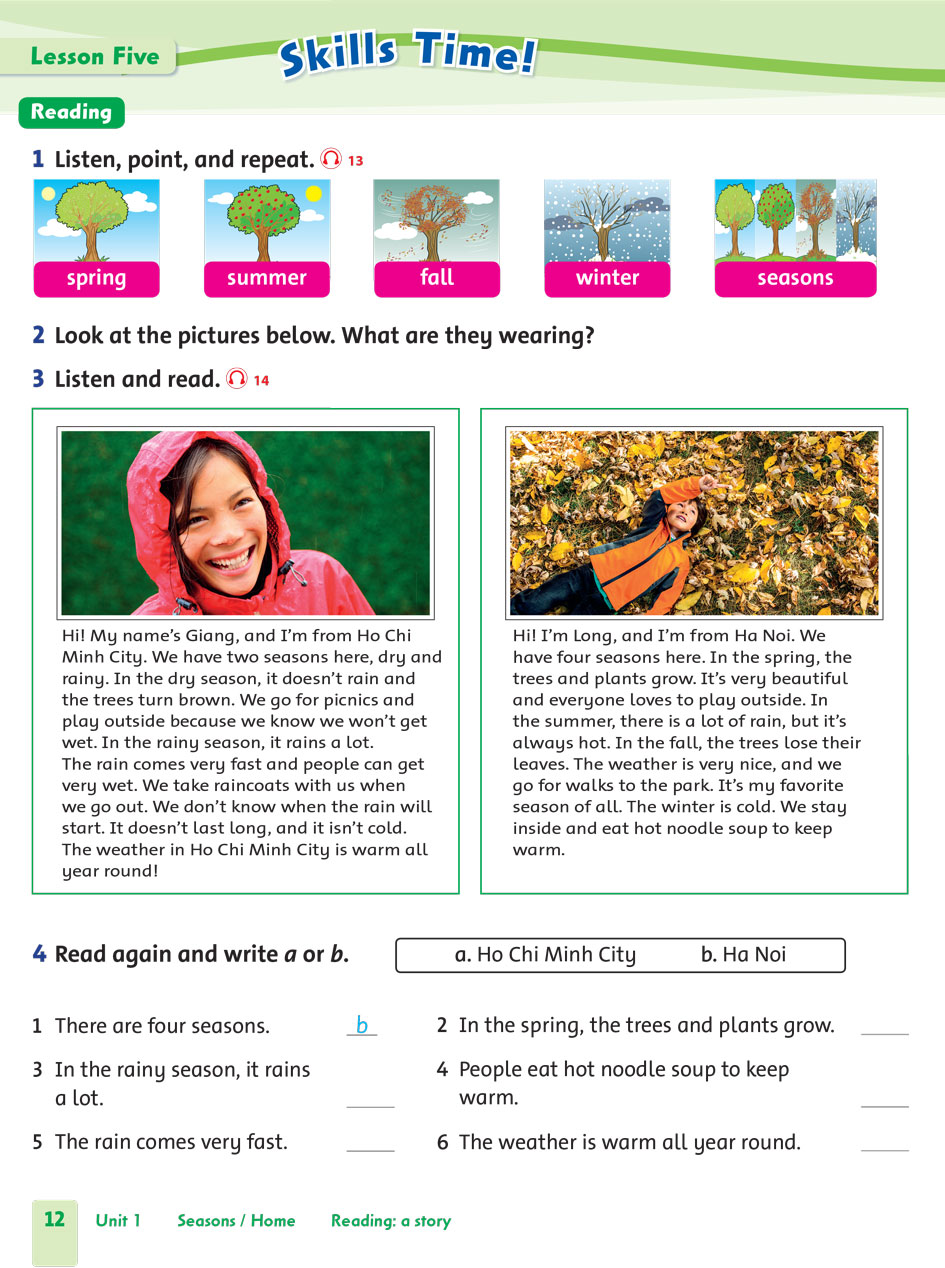 Lesson Five
Skills Time!
Reading
1 Listen, point, and repeat. 13
spring
summer
fall
winter
seasons
2 Look at the pictures below. What are they wearing?
3 Listen and read. 14
Hi! My name's Giang, and I'm from Ho Chi
Minh City. We have two seasons here, dry and
rainy. In the dry season, it doesn't rain and
the trees turn brown. We go for picnics and
play outside because we know we won't get
wet. In the rainy season, it rains a lot.
The rain comes very fast and people can get
very wet. We take raincoats with us when
we go out. We don't know when the rain will
start. It doesn't last long, and it isn't cold.
The weather in Ho Chi Minh City is warm all
year round!
Hi! I'm Long, and I'm from Ha Noi. We
have four seasons here. In the spring, the
trees and plants grow. It's very beautiful
and everyone loves to play outside. In
the summer, there is a lot of rain, but it's
always hot. In the fall, the trees lose their
leaves. The weather is very nice, and we
go for walks to the park. It's my favorite
season of all. The winter is cold. We stay
inside and eat hot noodle soup to keep
warm.
4 Read again and write a or b.
a. Ho Chi Minh City b. Ha Noi
1 There are four seasons. b
2 In the spring, the trees and plants grow.
3 In the rainy season, it rains
a lot.
4 People eat hot noodle soup to keep
warm.
5 The rain comes very fast.
6 The weather is warm all year round.
12 Unit 1 Seasons / Home Reading: a story